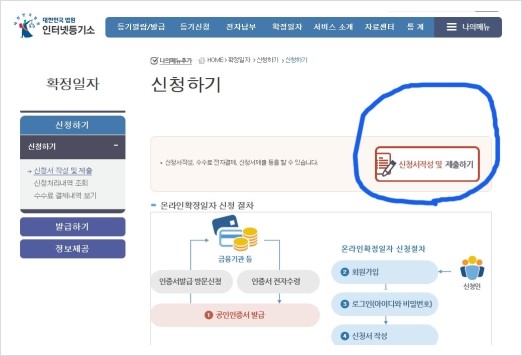 대한민국 법원
인터넷등기소
등기열람/발급 등기신청 전자납부 확정일자 서비스 소개 자료센터 통 계 나의메뉴
나의메뉴추가 HOME > 확정일자 > 신청하기 > 신청하기
확정일자
신청하기
신청하기
신청하기 -
→ 신청서 작성 및 제출
신청처리내역 조회
수수료 결제내역 보기
발급하기
정보제공
• 신청서작성, 수수료 전자결제, 신청서제출 등을 할 수 있습니다.
신청서작성 및 제출하기
온라인확정일자 신청 절차
금융기관 등
인증서발급 방문신청
인증서 전자수령
1 공인인증서 발급
온라인확정일자 신청절차
2 회원가입
신청인
3 로그인(아이디와 비밀번호)
4 신청서 작성